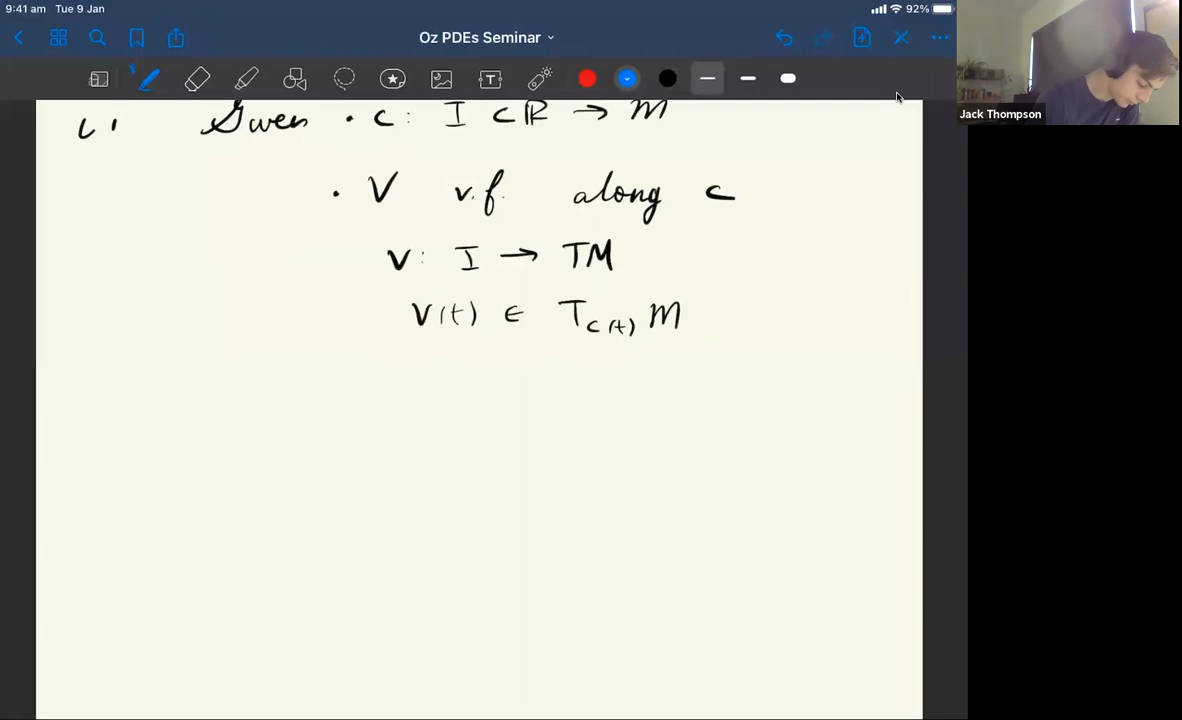 9:41 am Tue 9 Jan
92%
Oz PDEs Seminar
T
Jack Thompson
Given • c: I ⊂ ℝ → M
• V v.f. along c
V: I → TM
V(t) ∈ T_{c(t)} M